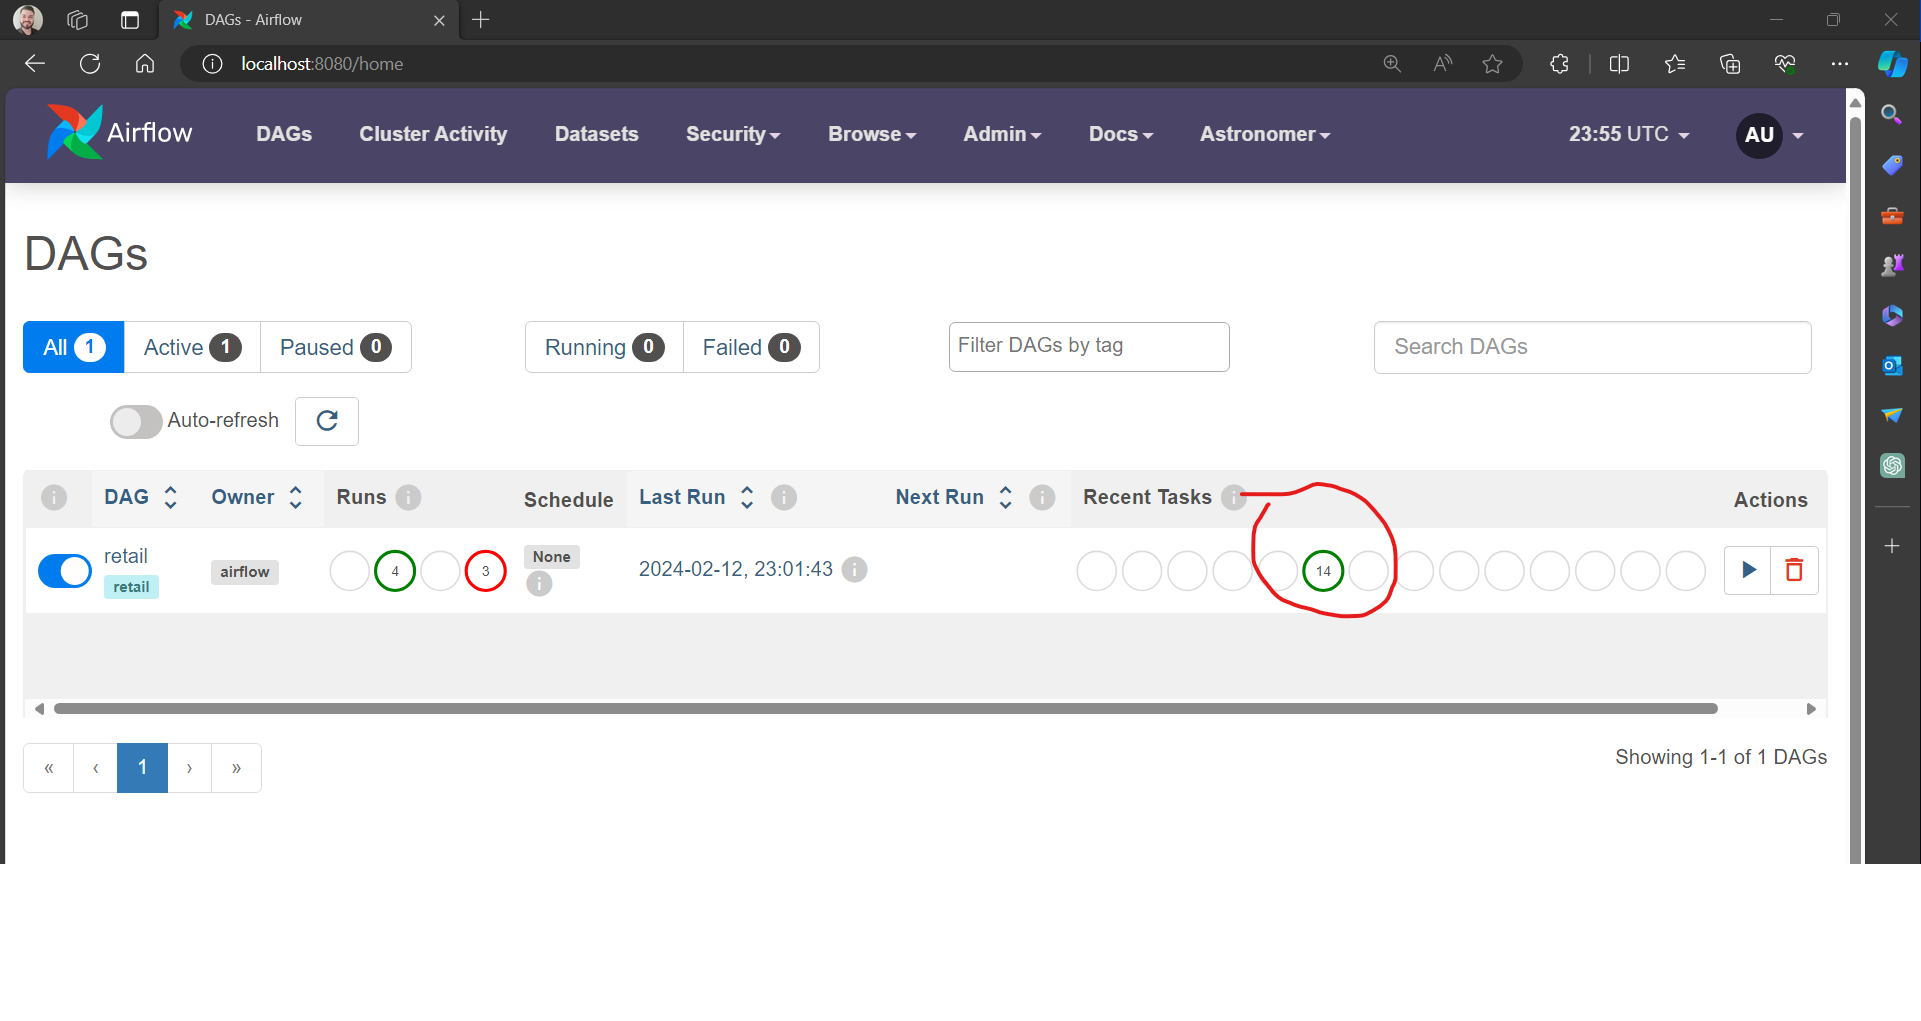 DAGs - Airflow
localhost:8080/home
Airflow DAGs Cluster Activity Datasets Security Browse Admin Docs Astronomer 23:55 UTC AU
DAGs
All 1 Active 1 Paused 0 Running 0 Failed 0 Filter DAGs by tag Search DAGs
Auto-refresh
DAG Owner Runs Schedule Last Run Next Run Recent Tasks Actions
retail
retail
airflow
4 3
None
2024-02-12, 23:01:43
14
« ‹ 1 › »
Showing 1-1 of 1 DAGs